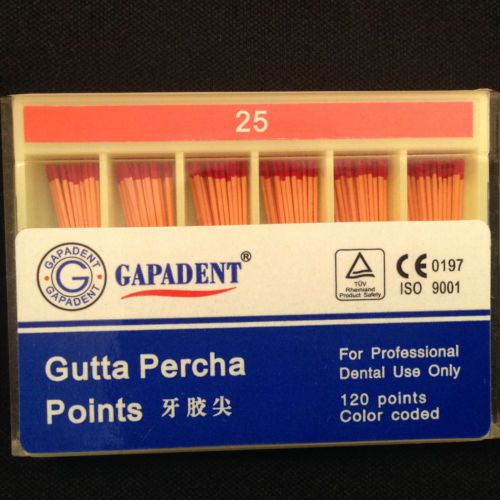 25
GAPADENT
G
GAPADENT
GAPADENT®
TÜV
Rheinland
Product Safety
CE 0197
ISO 9001
Gutta Percha
Points 牙胶尖
For Professional
Dental Use Only
120 points
Color coded